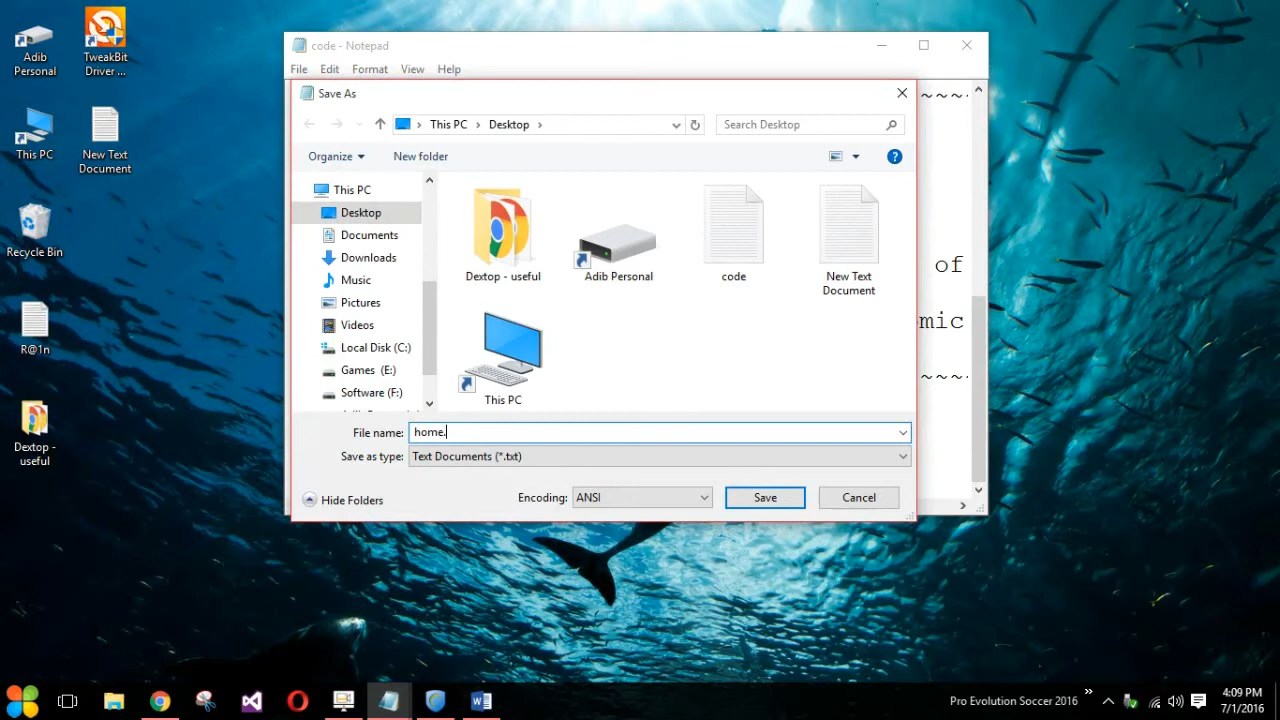 Adib Personal
TweakBit Driver ...
This PC
New Text Document
Recycle Bin
R@1n
Dextop - useful
code - Notepad
File Edit Format View Help
~~~~
of
mic
~~~~
Save As
This PC > Desktop >
Search Desktop
Organize
New folder
?
This PC
Desktop
Documents
Downloads
Music
Pictures
Videos
Local Disk (C:)
Games (E:)
Software (F:)
Dextop - useful
Adib Personal
code
New Text Document
This PC
File name: home.
Save as type: Text Documents (*.txt)
Hide Folders
Encoding: ANSI
Save
Cancel
Pro Evolution Soccer 2016
4:09 PM
7/1/2016